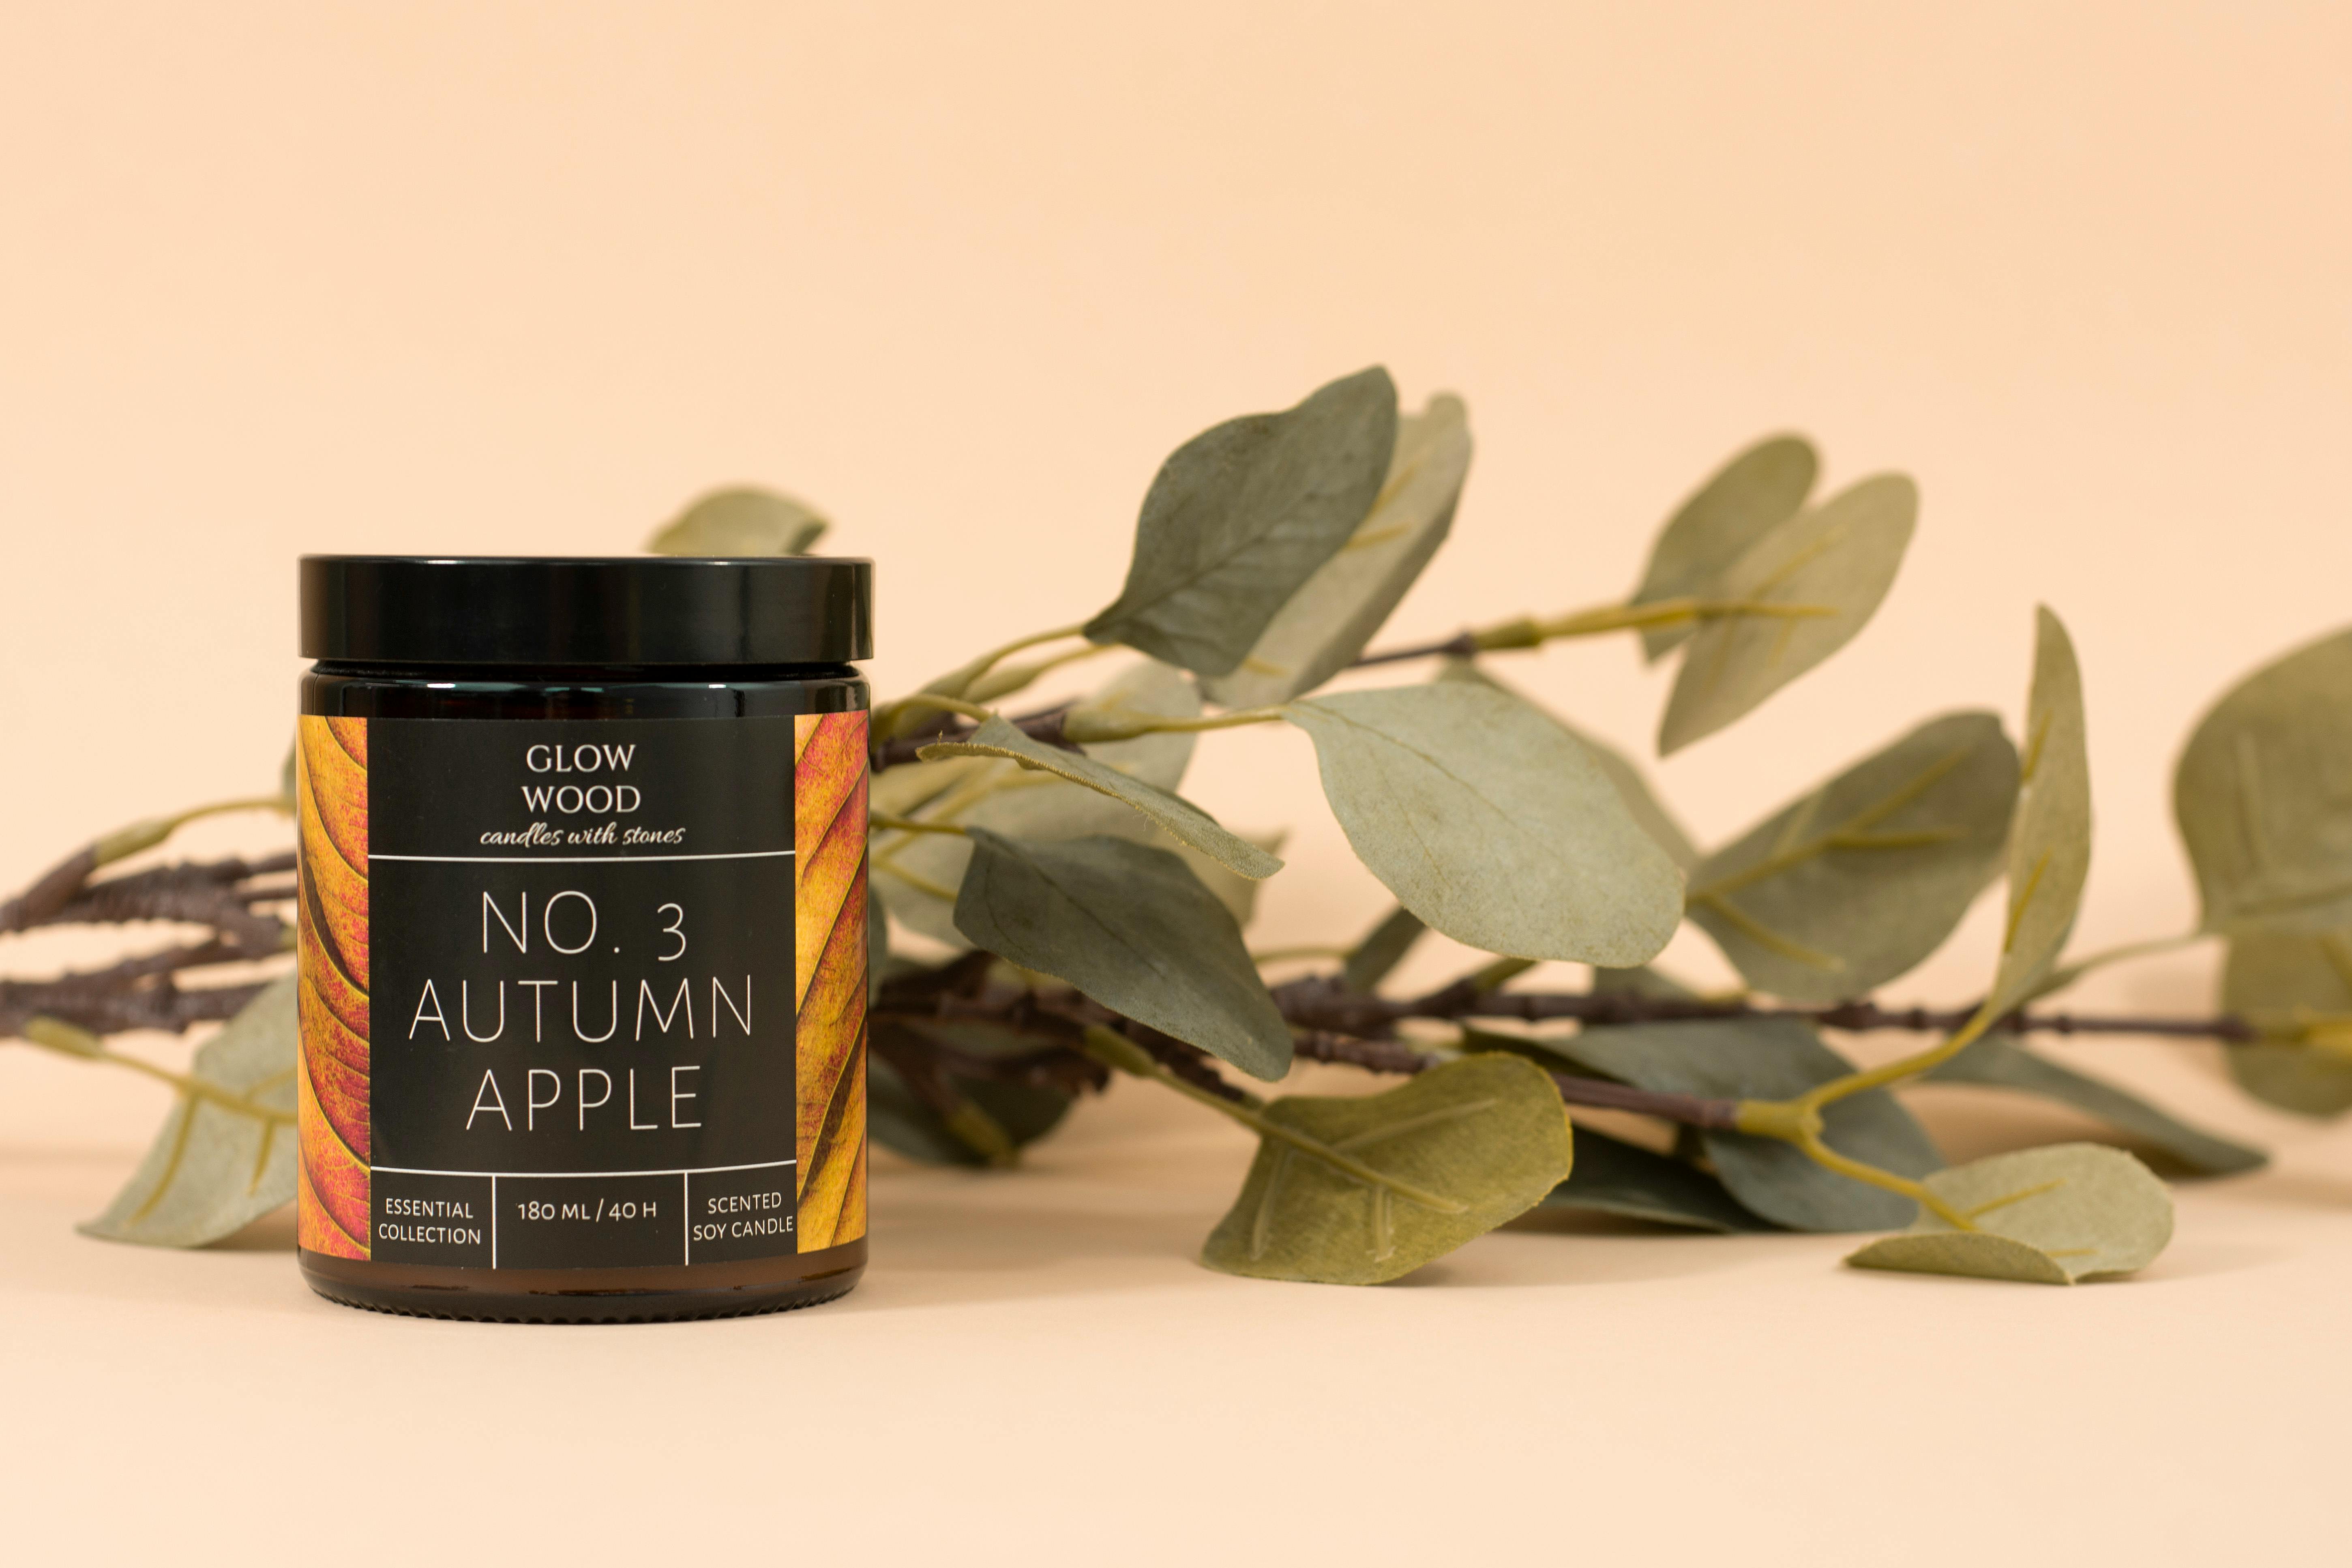 GLOW
WOOD
candles with stones
NO. 3
AUTUMN
APPLE
ESSENTIAL
COLLECTION
180 ML / 40 H
SCENTED
SOY CANDLE